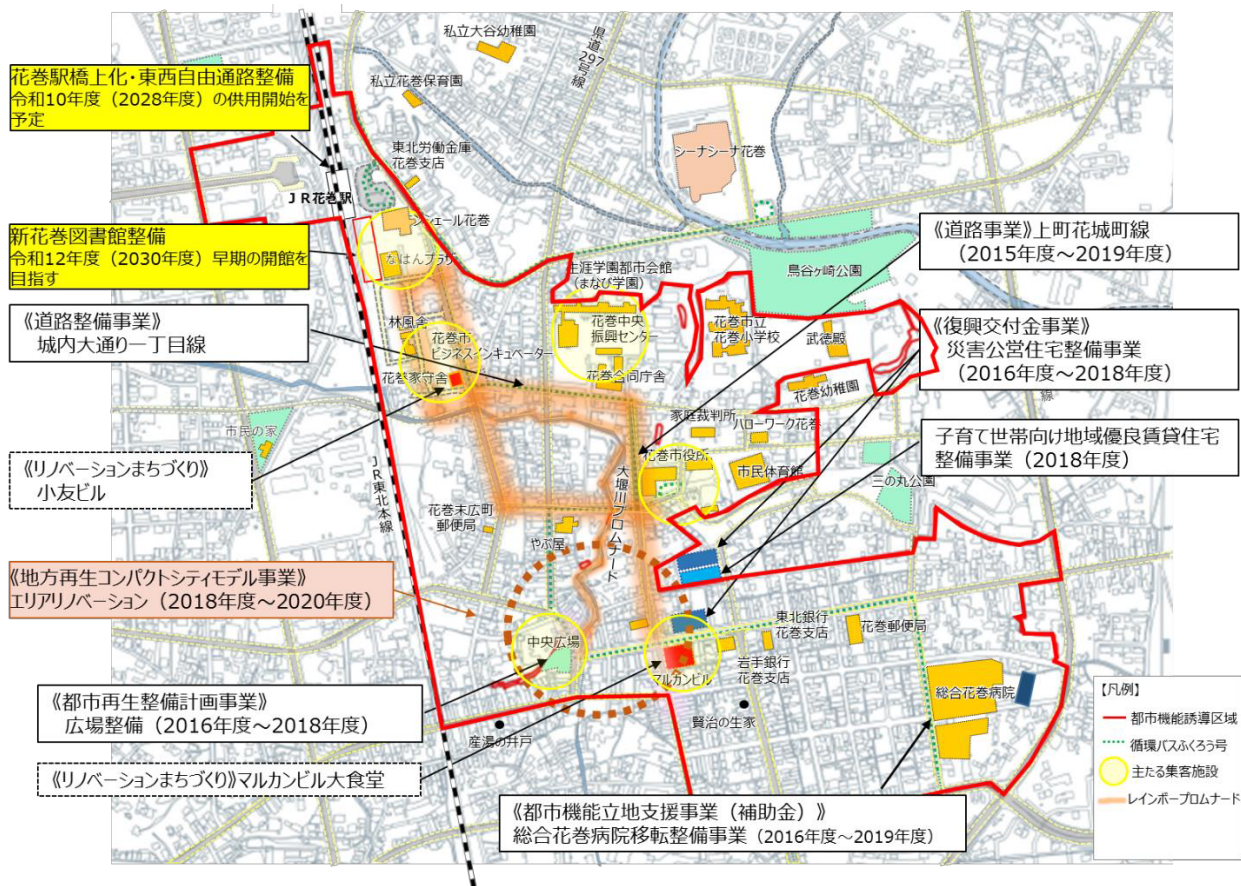 私立大谷幼稚園
県道297号線
私立花巻保育園
花巻駅橋上化・東西自由通路整備
令和10年度（2028年度）の供用開始を
予定
東北労働金庫
花巻支店
シーナシーナ花巻
ＪＲ花巻駅
シェール花巻
新花巻図書館整備
令和12年度（2030年度）早期の開館を
目指す
なはんプラザ
生涯学園都市会館
（まなび学園）
鳥谷ケ崎公園
《道路事業》上町花城町線
（2015年度～2019年度）
《道路整備事業》
城内大通り一丁目線
林風舎
花巻市
ビジネスインキュベーター
花巻中央
振興センター
花巻市立
花巻小学校
武徳殿
《復興交付金事業》
災害公営住宅整備事業
（2016年度～2018年度）
花巻家守舎
花巻合同庁舎
花巻幼稚園
線
家庭裁判所
ハローワーク花巻
市民の家
《リノベーションまちづくり》
小友ビル
ＪＲ東北本線
大堰川プロムナード
花巻市役所
市民体育館
三の丸公園
子育て世帯向け地域優良賃貸住宅
整備事業（2018年度）
花巻末広町
郵便局
やぶ屋
《地方再生コンパクトシティモデル事業》
エリアリノベーション（2018年度～2020年度）
中央広場
マルカンビル
東北銀行
花巻支店
岩手銀行
花巻支店
花巻郵便局
総合花巻病院
《都市再生整備計画事業》
広場整備（2016年度～2018年度）
産湯の井戸
賢治の生家
《リノベーションまちづくり》マルカンビル大食堂
《都市機能立地支援事業（補助金）》
総合花巻病院移転整備事業（2016年度～2019年度）
【凡例】
都市機能誘導区域
循環バスふくろう号
主たる集客施設
レインボープロムナード